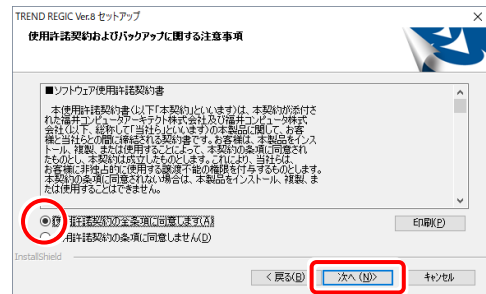 TREND REGIC Ver.8 セットアップ
使用許諾契約およびバックアップに関する注意事項
■ソフトウェア使用許諾契約書
本使用許諾契約書(以下「本契約」といいます)は、本契約が添付さ
れた福井コンピュータアーキテクト株式会社及び福井コンピュータ株式
会社(以下、総称して「当社ら」といいます)の本製品に関して、お客
様と当社らとの間に締結される契約書です。お客様は、本製品をインス
トール、複製、または使用することによって、本契約の条項に同意され
たものとし、本契約は成立したものとします。これにより、当社らは、
お客様に非独占的に使用する譲渡不能の権限を付与するものとします。
本契約の条項に同意されない場合は、本製品をインストール、複製、ま
たは使用することはできません。
使用許諾契約の全条項に同意します(A)
用許諾契約の条項に同意しません(D)
印刷(P)
InstallShield
< 戻る(B)
次へ (N)>
キャンセル